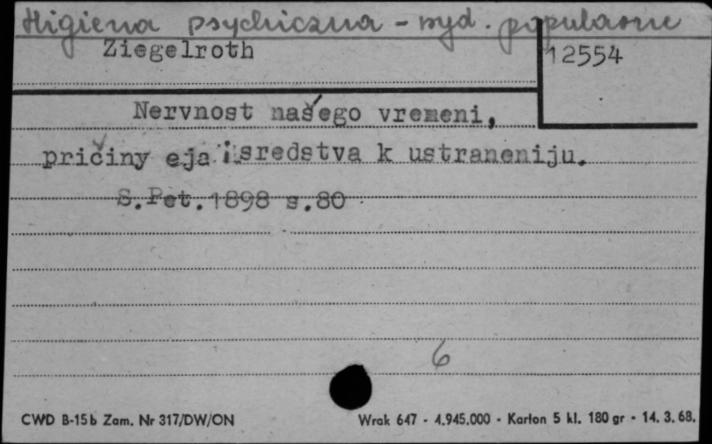 Higiena psychiczna - wyd. popularne
Ziegelroth
12554
Nervnost našego vremeni,
pričiny eja i sredstva k ustraneniju.
S.Pet. 1898 s.80
6
CWD B-15b Zam. Nr 317/DW/ON
Wrak 647 - 4.945.000 - Karton 5 kl. 180 gr - 14. 3. 68.